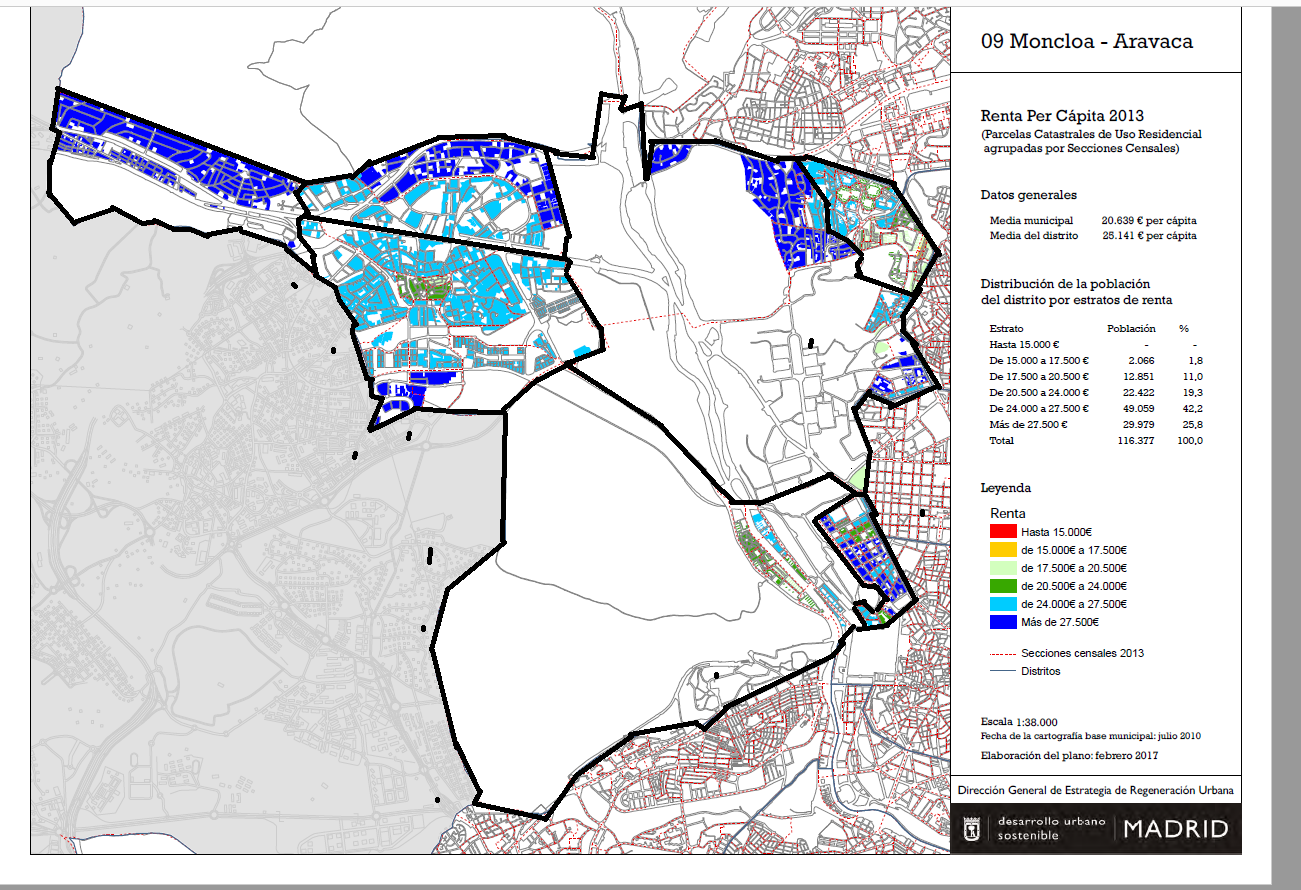 09 Moncloa - Aravaca
Renta Per Cápita 2013
(Parcelas Catastrales de Uso Residencial
agrupadas por Secciones Censales)
Datos generales
Media municipal 20.639 € per cápita
Media del distrito 25.141 € per cápita
Distribución de la población
del distrito por estratos de renta
Estrato Población %
Hasta 15.000 € - -
De 15.000 a 17.500 € 2.066 1,8
De 17.500 a 20.500 € 12.851 11,0
De 20.500 a 24.000 € 22.422 19,3
De 24.000 a 27.500 € 49.059 42,2
Más de 27.500 € 29.979 25,8
Total 116.377 100,0
Leyenda
Renta
Hasta 15.000€
de 15.000€ a 17.500€
de 17.500€ a 20.500€
de 20.500€ a 24.000€
de 24.000€ a 27.500€
Más de 27.500€
Secciones censales 2013
Distritos
Escala 1:38.000
Fecha de la cartografía base municipal: julio 2010
Elaboración del plano: febrero 2017
Dirección General de Estrategia de Regeneración Urbana
desarrollo urbano
sostenible
MADRID